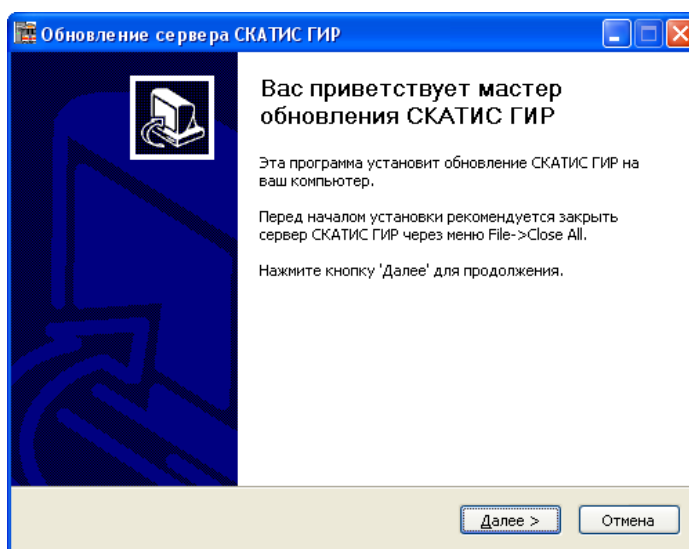 Обновление сервера СКАТИС ГИР
Вас приветствует мастер
обновления СКАТИС ГИР
Эта программа установит обновление СКАТИС ГИР на
ваш компьютер.
Перед началом установки рекомендуется закрыть
сервер СКАТИС ГИР через меню File->Close All.
Нажмите кнопку 'Далее' для продолжения.
Далее >
Отмена